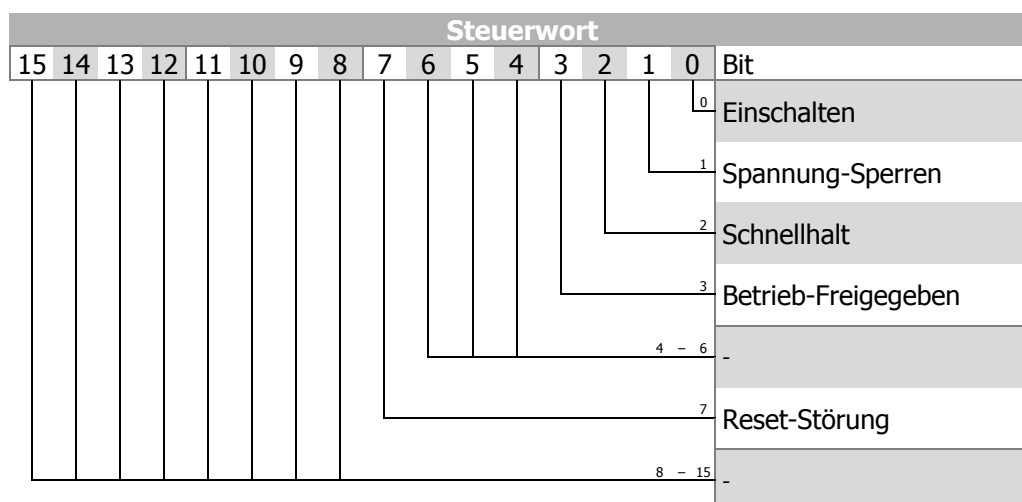 Steuerwort
15 14 13 12 11 10 9 8 7 6 5 4 3 2 1 0 Bit
0 Einschalten
1 Spannung-Sperren
2 Schnellhalt
3 Betrieb-Freigegeben
4 – 6 -
7 Reset-Störung
8 – 15 -